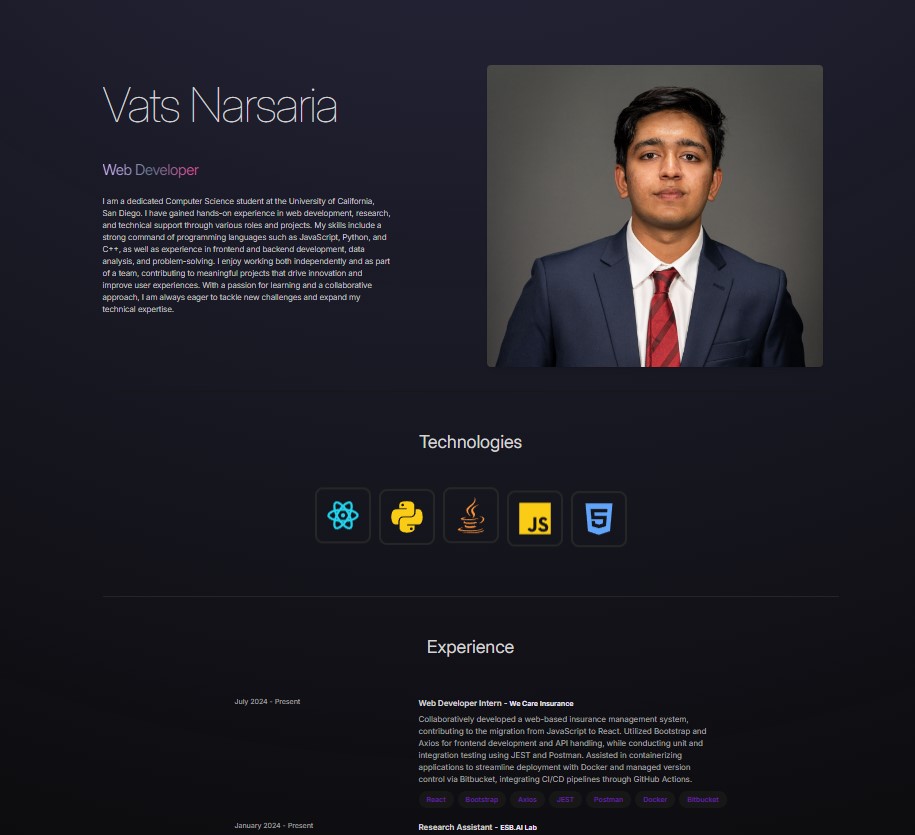 Vats Narsaria
Web Developer
I am a dedicated Computer Science student at the University of California,
San Diego. I have gained hands-on experience in web development, research,
and technical support through various roles and projects. My skills include a
strong command of programming languages such as JavaScript, Python, and
C++, as well as experience in frontend and backend development, data
analysis, and problem-solving. I enjoy working both independently and as part
of a team, contributing to meaningful projects that drive innovation and
improve user experiences. With a passion for learning and a collaborative
approach, I am always eager to tackle new challenges and expand my
technical expertise.
Technologies
JS
5
Experience
July 2024 - Present
Web Developer Intern - We Care Insurance
Collaboratively developed a web-based insurance management system,
contributing to the migration from JavaScript to React. Utilized Bootstrap and
Axios for frontend development and API handling, while conducting unit and
integration testing using JEST and Postman. Assisted in containerizing
applications to streamline deployment with Docker and managed version
control via Bitbucket, integrating CI/CD pipelines through GitHub Actions.
React Bootstrap Axios JEST Postman Docker Bitbucket
January 2024 - Present
Research Assistant - ESB.AI Lab